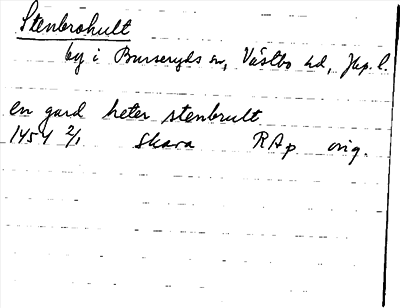 Stenbrohult
by i Burseryds sn, Västbo hd, Jkp. l.
en gard heter stenbrult
1454 2/1 Skara RAp orig.